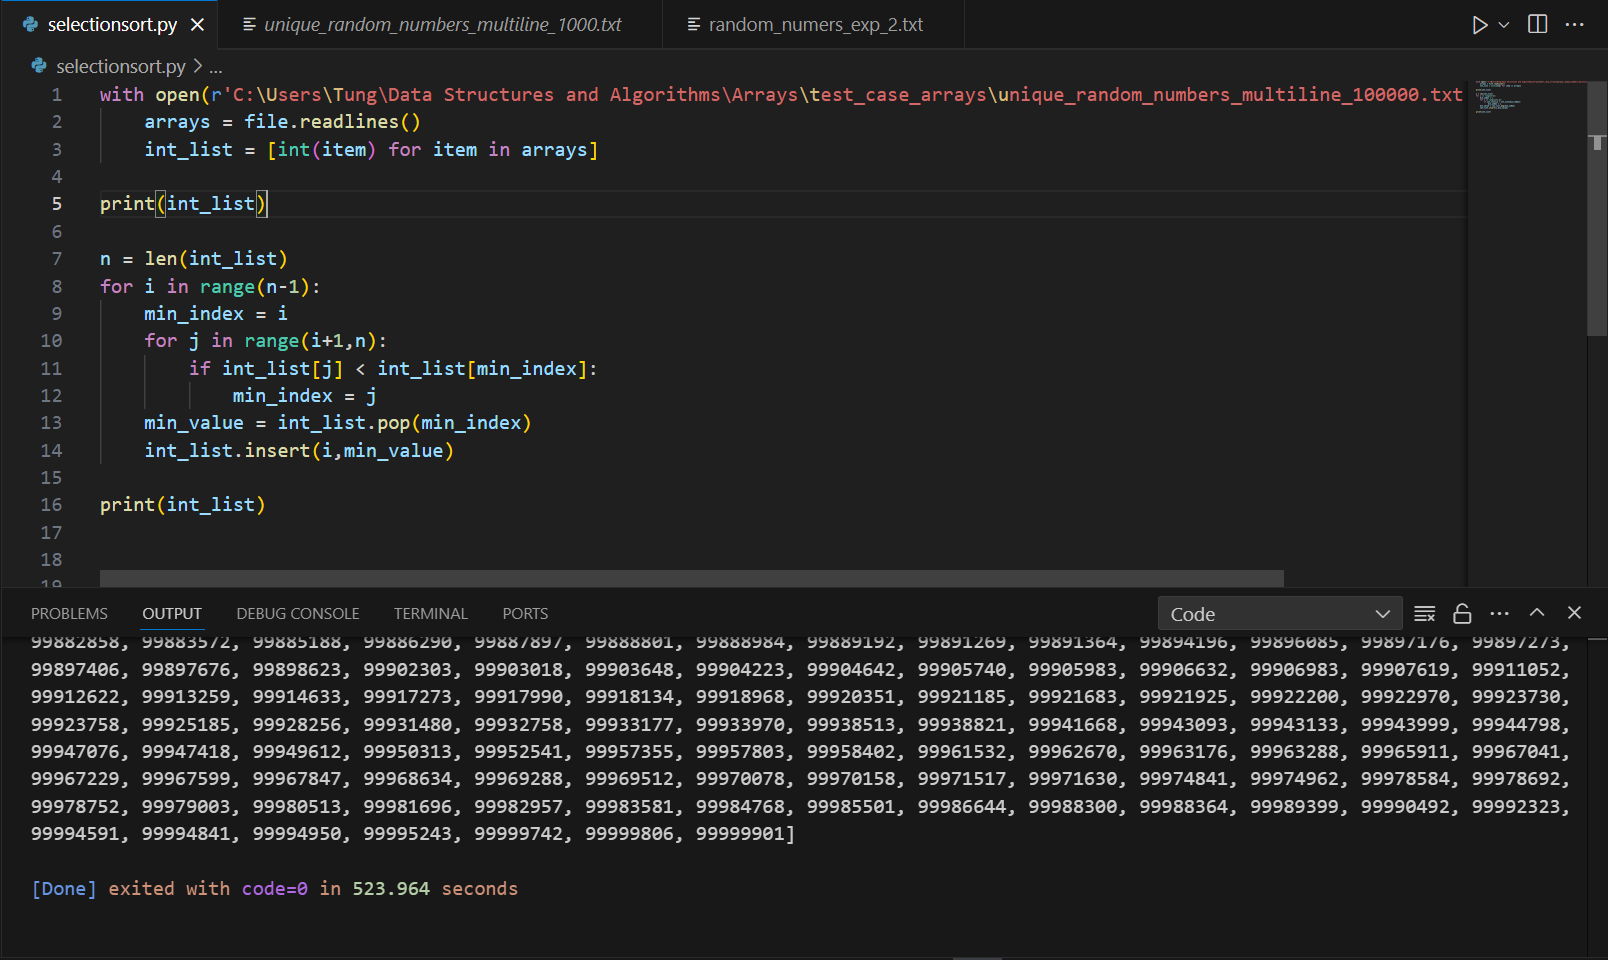 selectionsort.py
unique_random_numbers_multiline_1000.txt
random_numers_exp_2.txt
selectionsort.py > ...
1 with open(r'C:\Users\Tung\Data Structures and Algorithms\Arrays\test_case_arrays\unique_random_numbers_multiline_100000.txt
2 arrays = file.readlines()
3 int_list = [int(item) for item in arrays]
4
5 print(int_list)
6
7 n = len(int_list)
8 for i in range(n-1):
9 min_index = i
10 for j in range(i+1,n):
11 if int_list[j] < int_list[min_index]:
12 min_index = j
13 min_value = int_list.pop(min_index)
14 int_list.insert(i,min_value)
15
16 print(int_list)
17
18
19
PROBLEMS OUTPUT DEBUG CONSOLE TERMINAL PORTS
Code
99882858, 99883572, 99885188, 99886290, 99887897, 99888801, 99888984, 99889192, 99891269, 99891364, 99894196, 99896085, 99897176, 99897273,
99897406, 99897676, 99898623, 99902303, 99903018, 99903648, 99904223, 99904642, 99905740, 99905983, 99906632, 99906983, 99907619, 99911052,
99912622, 99913259, 99914633, 99917273, 99917990, 99918134, 99918968, 99920351, 99921185, 99921683, 99921925, 99922200, 99922970, 99923730,
99923758, 99925185, 99928256, 99931480, 99932758, 99933177, 99933970, 99938513, 99938821, 99941668, 99943093, 99943133, 99943999, 99944798,
99947076, 99947418, 99949612, 99950313, 99952541, 99957355, 99957803, 99958402, 99961532, 99962670, 99963176, 99963288, 99965911, 99967041,
99967229, 99967599, 99967847, 99968634, 99969288, 99969512, 99970078, 99970158, 99971517, 99971630, 99974841, 99974962, 99978584, 99978692,
99978752, 99979003, 99980513, 99981696, 99982957, 99983581, 99984768, 99985501, 99986644, 99988300, 99988364, 99989399, 99990492, 99992323,
99994591, 99994841, 99994950, 99995243, 99999742, 99999806, 99999901]
[Done] exited with code=0 in 523.964 seconds